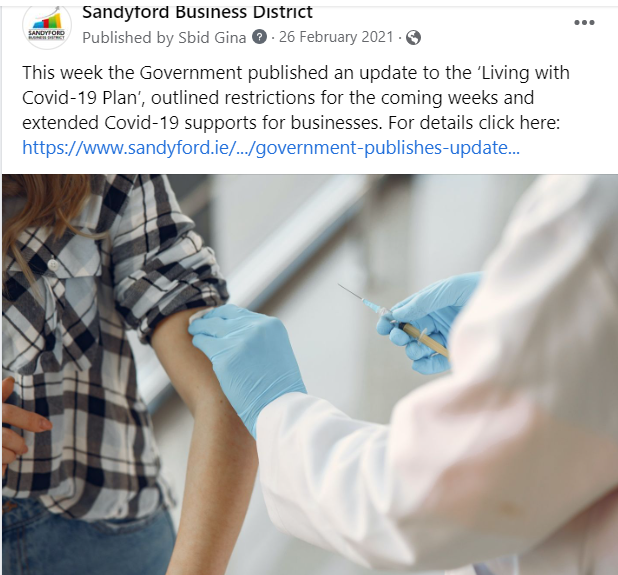 Sandyford Business District
SANDYFORD
BUSINESS DISTRICT
Published by Sbid Gina · 26 February 2021 ·
This week the Government published an update to the ‘Living with
Covid-19 Plan’, outlined restrictions for the coming weeks and
extended Covid-19 supports for businesses. For details click here:
https://www.sandyford.ie/.../government-publishes-update...